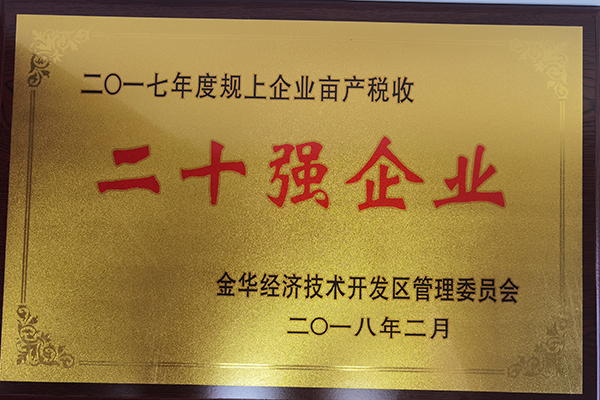 二〇一七年度规上企业亩产税收
二十强企业
金华经济技术开发区管理委员会
二〇一八年二月